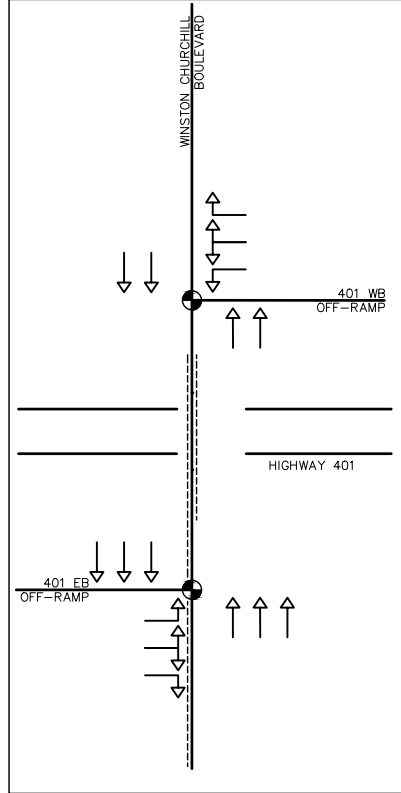 WINSTON CHURCHILL
BOULEVARD
401 WB
OFF-RAMP
HIGHWAY 401
401 EB
OFF-RAMP